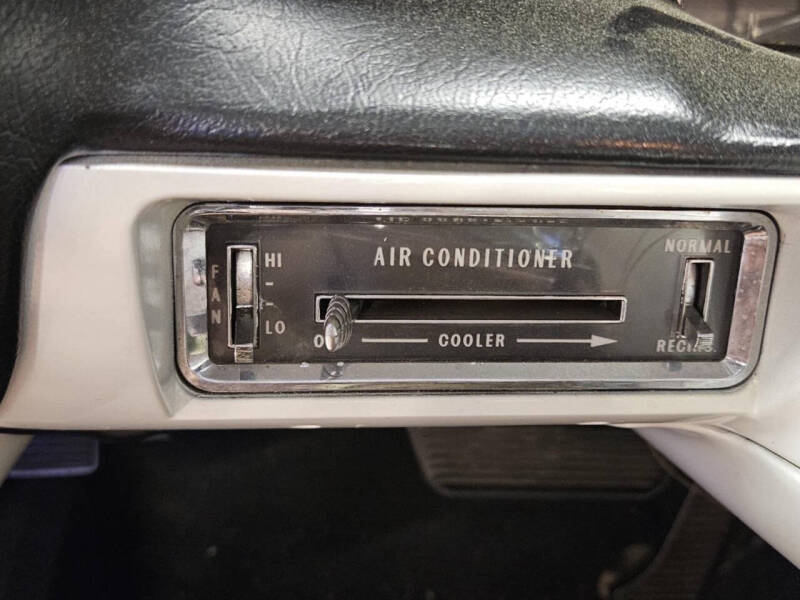 AIR CONDITIONER
FAN
HI
LO
COOLER
NORMAL